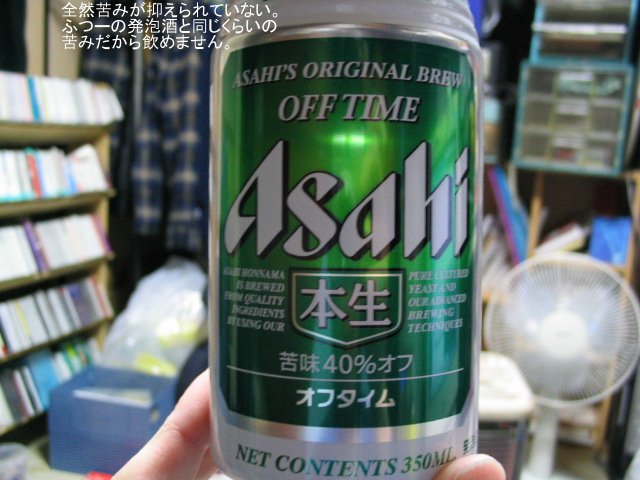 全然苦みが抑えられていない。
ふつーの発泡酒と同じくらいの
苦みだから飲めません。
ASAHI'S ORIGINAL BREW
OFF TIME
Asahi
ASAHI HONNAMA
IS BREWED
FROM QUALITY
INGREDIENTS
BY USING OUR
本生
PURE CULTURED
YEAST AND
OUR ADVANCED
BREWING
TECHNIQUES
苦味40%オフ
オフタイム
NET CONTENTS 350ML